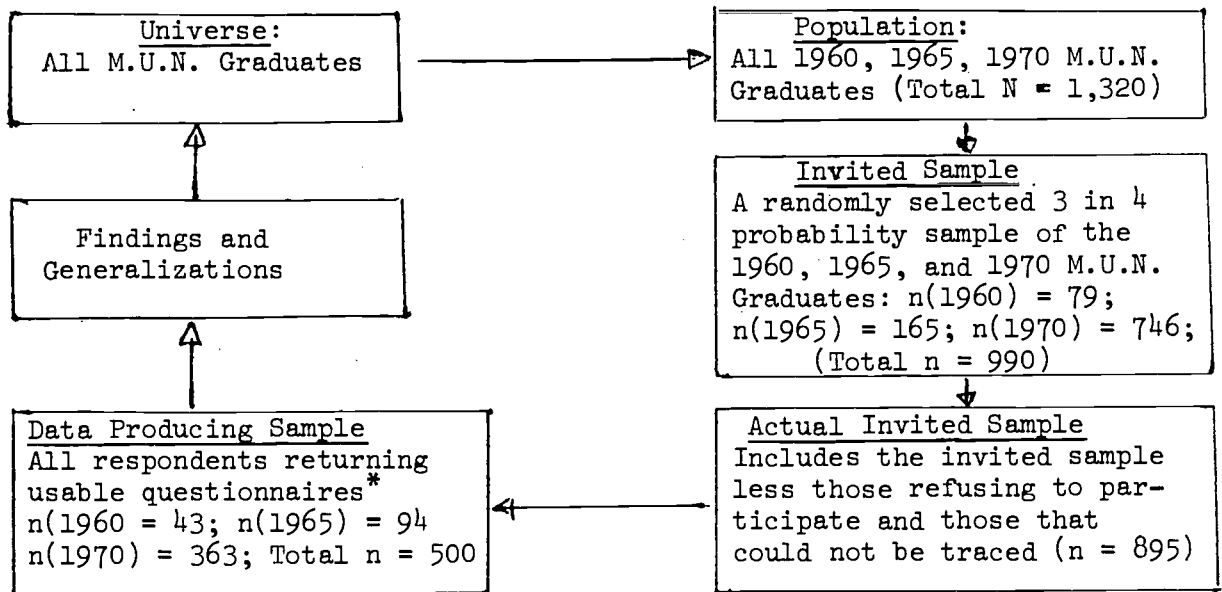 Universe:
All M.U.N. Graduates
Population:
All 1960, 1965, 1970 M.U.N.
Graduates (Total N = 1,320)
Invited Sample
A randomly selected 3 in 4
probability sample of the
1960, 1965, and 1970 M.U.N.
Graduates: n(1960) = 79;
n(1965) = 165; n(1970) = 746;
(Total n = 990)
Actual Invited Sample
Includes the invited sample
less those refusing to par-
ticipate and those that
could not be traced (n = 895)
Data Producing Sample
All respondents returning
usable questionnaires*
n(1960 = 43; n(1965) = 94
n(1970) = 363; Total n = 500
Findings and
Generalizations